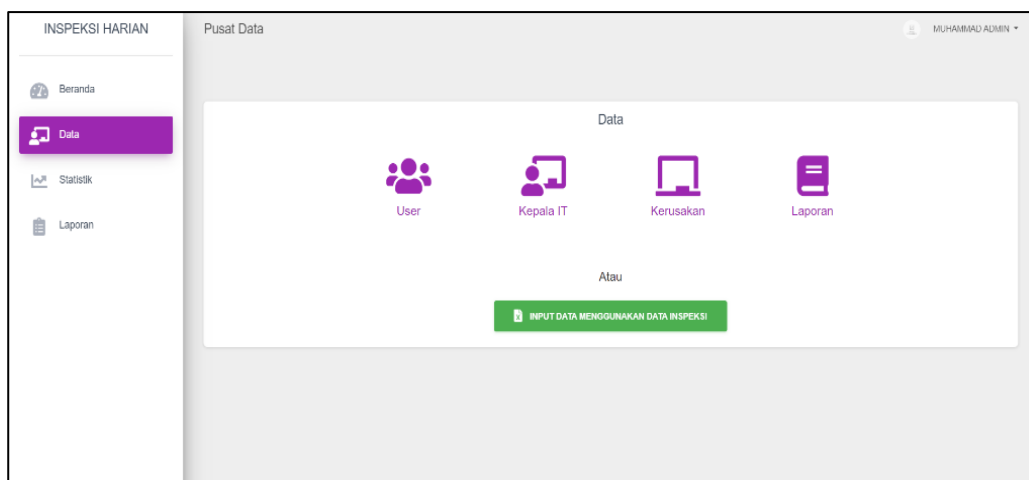 INSPEKSI HARIAN
Beranda
Data
Statistik
Laporan
Pusat Data
MUHAMMAD ADMIN
Data
User
Kepala IT
Kerusakan
Laporan
Atau
INPUT DATA MENGGUNAKAN DATA INSPEKSI